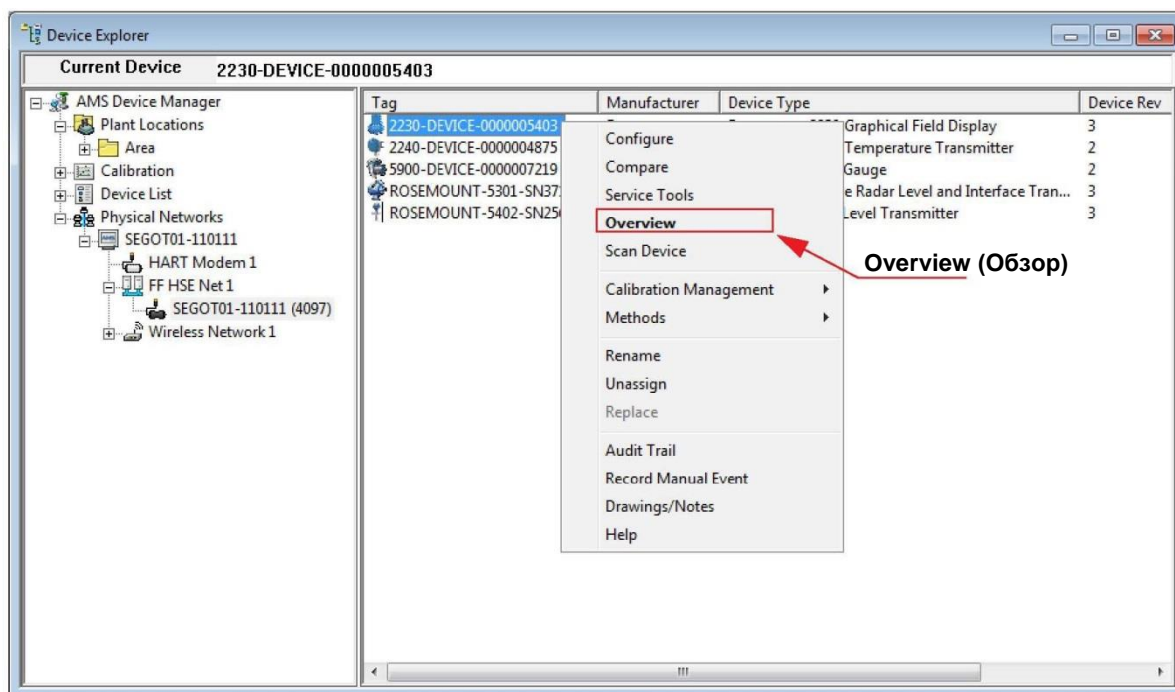 Device Explorer
Current Device 2230-DEVICE-0000005403
AMS Device Manager
Plant Locations
Area
Calibration
Device List
Physical Networks
SEGOT01-110111
HART Modem 1
FF HSE Net 1
SEGOT01-110111 (4097)
Wireless Network 1
Tag Manufacturer Device Type Device Rev
2230-DEVICE-0000005403 Graphical Field Display 3
2240-DEVICE-0000004875 Temperature Transmitter 2
5900-DEVICE-0000007219 Gauge 2
ROSEMOUNT-5301-SN37 e Radar Level and Interface Tran... 3
ROSEMOUNT-5402-SN25 Level Transmitter 3
Configure
Compare
Service Tools
Overview
Scan Device
Calibration Management
Methods
Rename
Unassign
Replace
Audit Trail
Record Manual Event
Drawings/Notes
Help
Overview (Обзор)